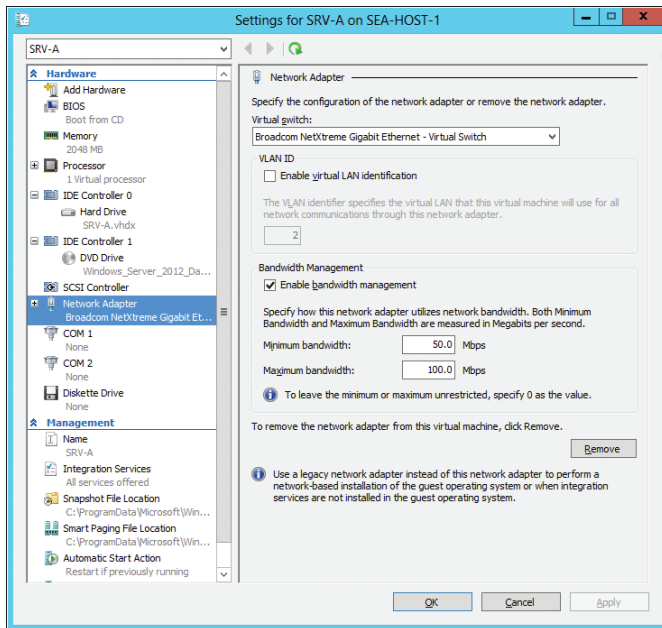 Settings for SRV-A on SEA-HOST-1
SRV-A
Hardware
Add Hardware
BIOS
Boot from CD
Memory
2048 MB
Processor
1 Virtual processor
IDE Controller 0
Hard Drive
SRV-A.vhdx
IDE Controller 1
DVD Drive
Windows_Server_2012_Da...
SCSI Controller
Network Adapter
Broadcom NetXtreme Gigabit Et...
COM 1
None
COM 2
None
Diskette Drive
None
Management
Name
SRV-A
Integration Services
All services offered
Snapshot File Location
C:\ProgramData\Microsoft\Win...
Smart Paging File Location
C:\ProgramData\Microsoft\Win...
Automatic Start Action
Restart if previously running
Network Adapter
Specify the configuration of the network adapter or remove the network adapter.
Virtual switch:
Broadcom NetXtreme Gigabit Ethernet - Virtual Switch
VLAN ID
Enable virtual LAN identification
The VLAN identifier specifies the virtual LAN that this virtual machine will use for all
network communications through this network adapter.
2
Bandwidth Management
Enable bandwidth management
Specify how this network adapter utilizes network bandwidth. Both Minimum
Bandwidth and Maximum Bandwidth are measured in Megabits per second.
Minimum bandwidth: 50.0 Mbps
Maximum bandwidth: 100.0 Mbps
To leave the minimum or maximum unrestricted, specify 0 as the value.
To remove the network adapter from this virtual machine, click Remove.
Remove
Use a legacy network adapter instead of this network adapter to perform a
network-based installation of the guest operating system or when integration
services are not installed in the guest operating system.
OK Cancel Apply